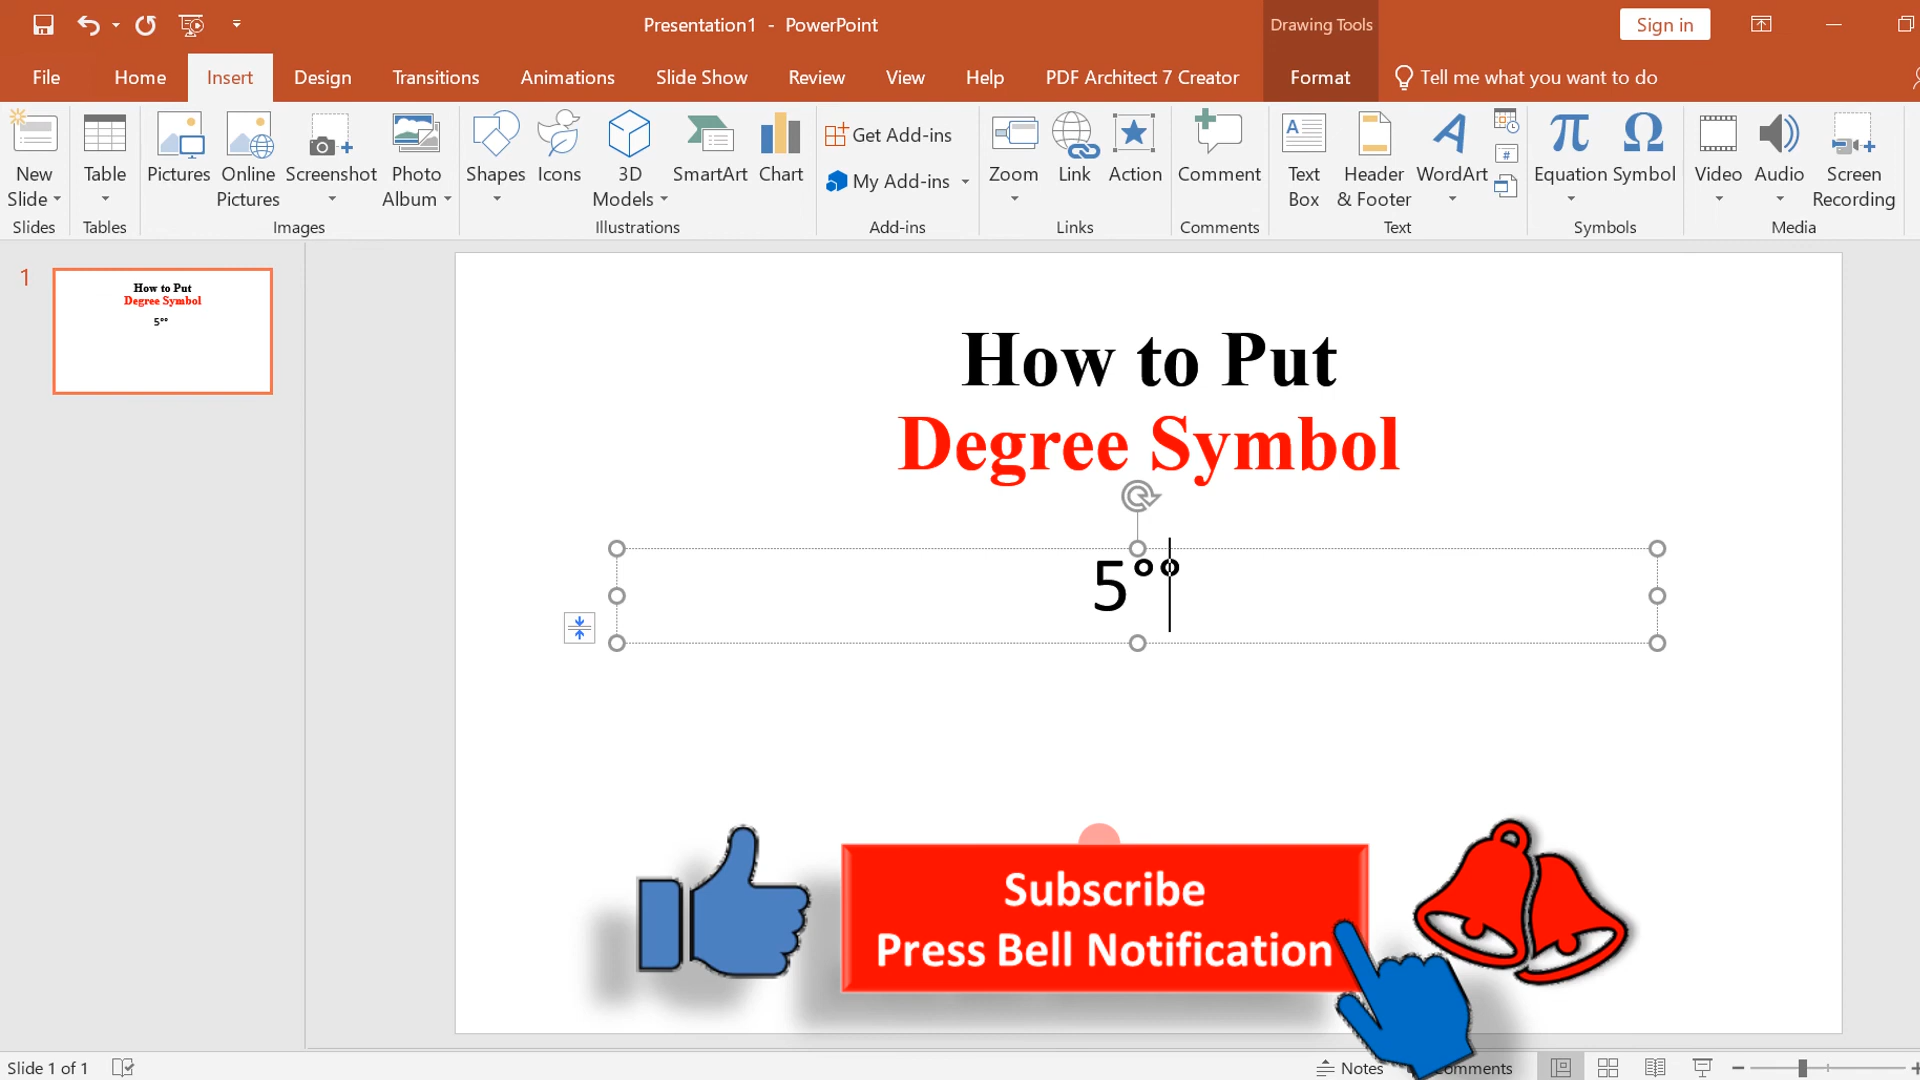 Presentation1 - PowerPoint
Drawing Tools
Sign in
File Home Insert Design Transitions Animations Slide Show Review View Help PDF Architect 7 Creator Format Tell me what you want to do
New Slide
Slides
Table
Tables
Pictures
Online Pictures
Screenshot
Photo Album
Images
Shapes
Icons
3D Models
SmartArt
Chart
Illustrations
Get Add-ins
My Add-ins
Add-ins
Zoom
Link
Action
Links
Comment
Comments
Text Box
Header & Footer
WordArt
Text
Equation
Symbol
Symbols
Video
Audio
Screen Recording
Media
1
How to Put
Degree Symbol
5°°
How to Put
Degree Symbol
5°°
Subscribe
Press Bell Notification
Slide 1 of 1
Notes